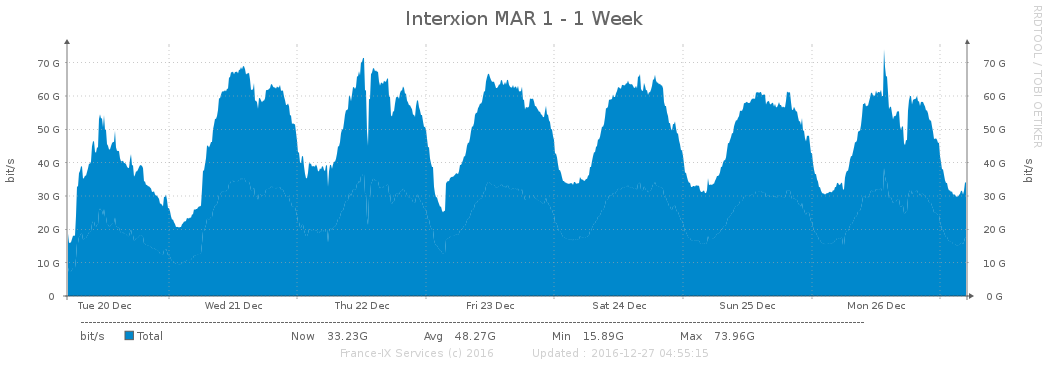 Interxion MAR 1 - 1 Week
RRDTOOL / TOBI OETIKER
bit/s
70 G 70 G
60 G 60 G
50 G 50 G
40 G 40 G
30 G 30 G
20 G 20 G
10 G 10 G
0 0 G
bit/s
Tue 20 Dec Wed 21 Dec Thu 22 Dec Fri 23 Dec Sat 24 Dec Sun 25 Dec Mon 26 Dec
bit/s Total Now 33.23G Avg 48.27G Min 15.89G Max 73.96G
France-IX Services (c) 2016 Updated : 2016-12-27 04:55:15